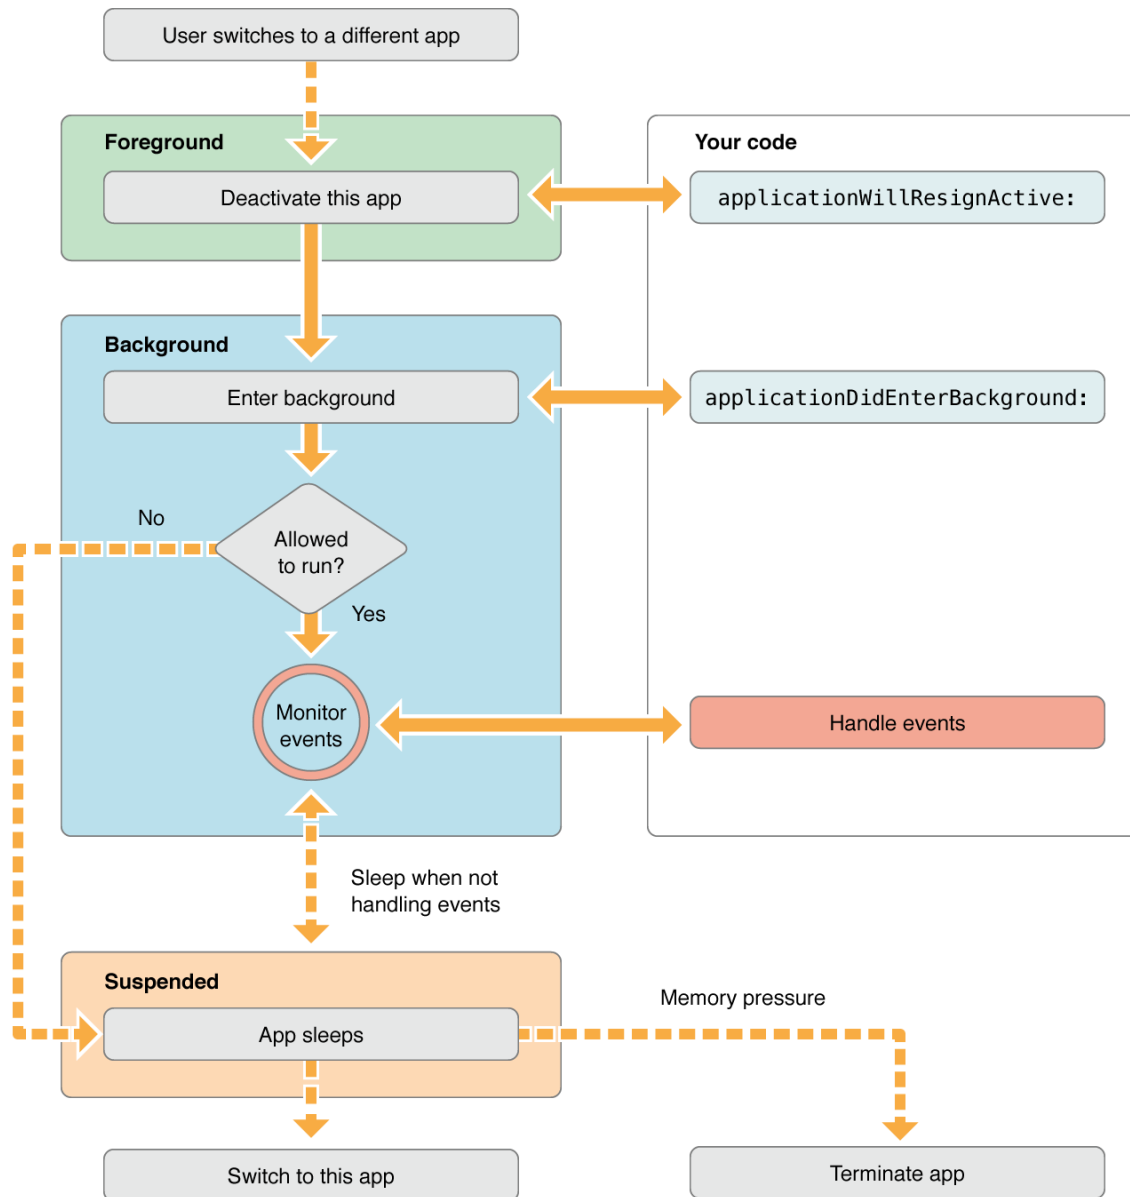 User switches to a different app
Foreground
Your code
Deactivate this app
applicationWillResignActive:
Background
Enter background
applicationDidEnterBackground:
No
Allowed
to run?
Yes
Monitor
events
Handle events
Sleep when not
handling events
Suspended
Memory pressure
App sleeps
Switch to this app
Terminate app